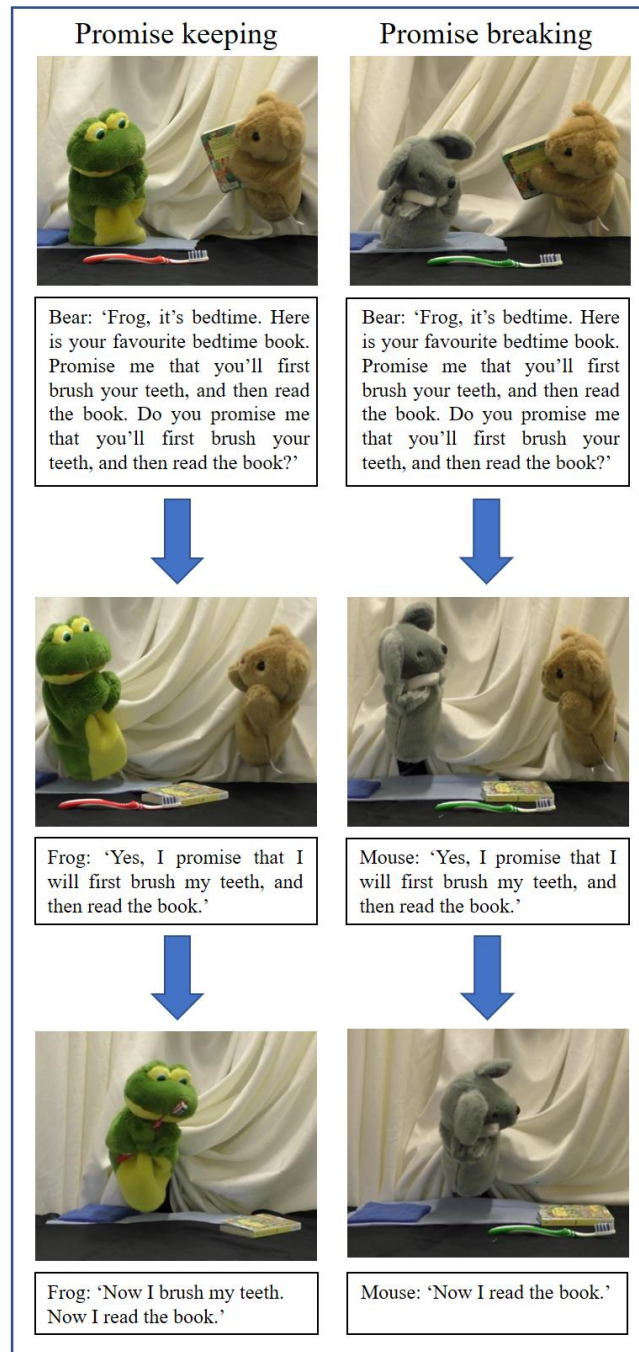 Promise keeping
Bear: ‘Frog, it’s bedtime. Here
is your favourite bedtime book.
Promise me that you’ll first
brush your teeth, and then read
the book. Do you promise me
that you’ll first brush your
teeth, and then read the book?’
Frog: ‘Yes, I promise that I
will first brush my teeth, and
then read the book.’
Frog: ‘Now I brush my teeth.
Now I read the book.’
Promise breaking
Bear: ‘Frog, it’s bedtime. Here
is your favourite bedtime book.
Promise me that you’ll first
brush your teeth, and then read
the book. Do you promise me
that you’ll first brush your
teeth, and then read the book?’
Mouse: ‘Yes, I promise that I
will first brush my teeth, and
then read the book.’
Mouse: ‘Now I read the book.’